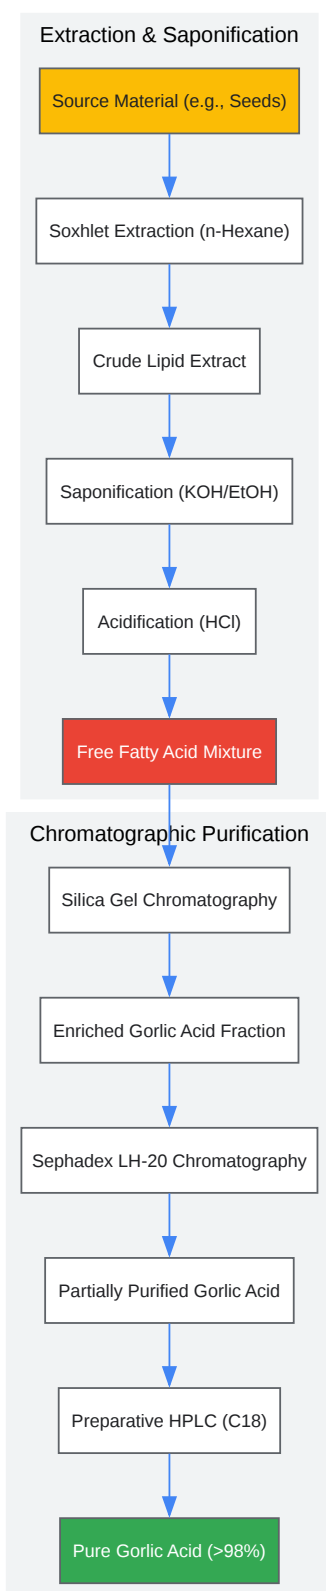 Extraction & Saponification
Source Material (e.g., Seeds)
Soxhlet Extraction (n-Hexane)
Crude Lipid Extract
Saponification (KOH/EtOH)
Acidification (HCl)
Free Fatty Acid Mixture
Chromatographic Purification
Silica Gel Chromatography
Enriched Gorlic Acid Fraction
Sephadex LH-20 Chromatography
Partially Purified Gorlic Acid
Preparative HPLC (C18)
Pure Gorlic Acid (>98%)